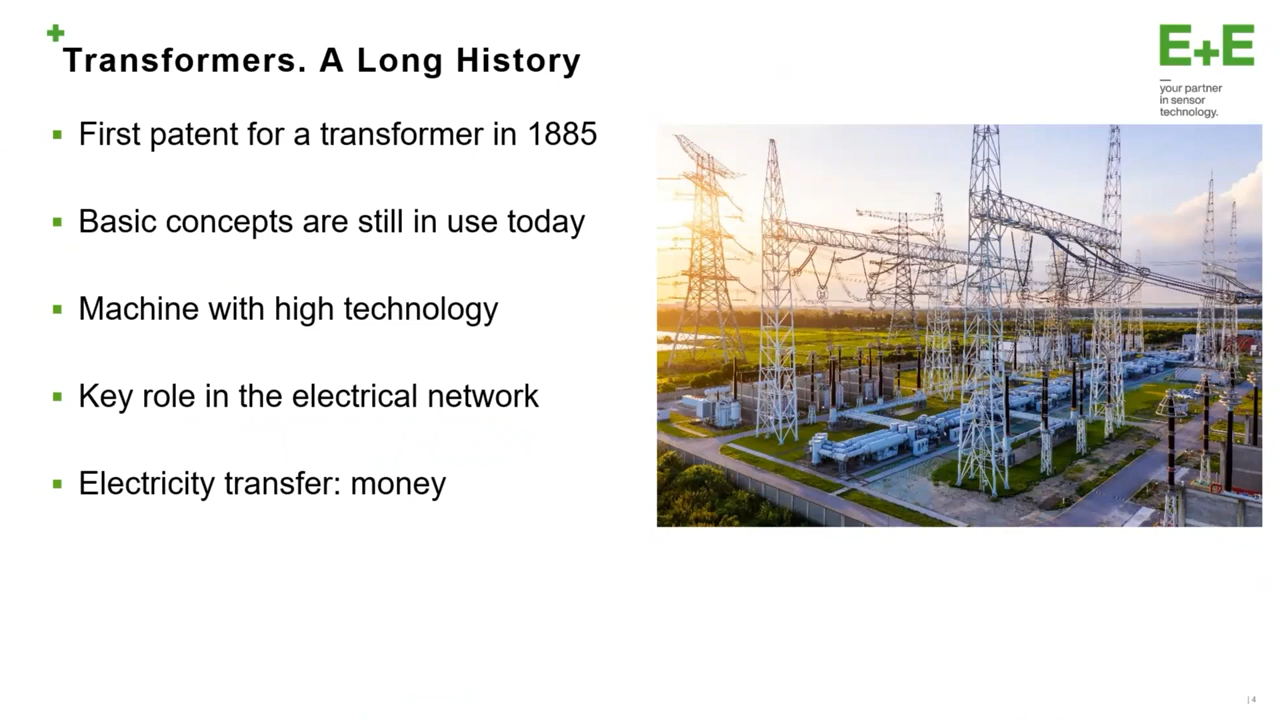 Transformers. A Long History
E+E
your partner
in sensor
technology.
▪ First patent for a transformer in 1885
▪ Basic concepts are still in use today
▪ Machine with high technology
▪ Key role in the electrical network
▪ Electricity transfer: money
| 4